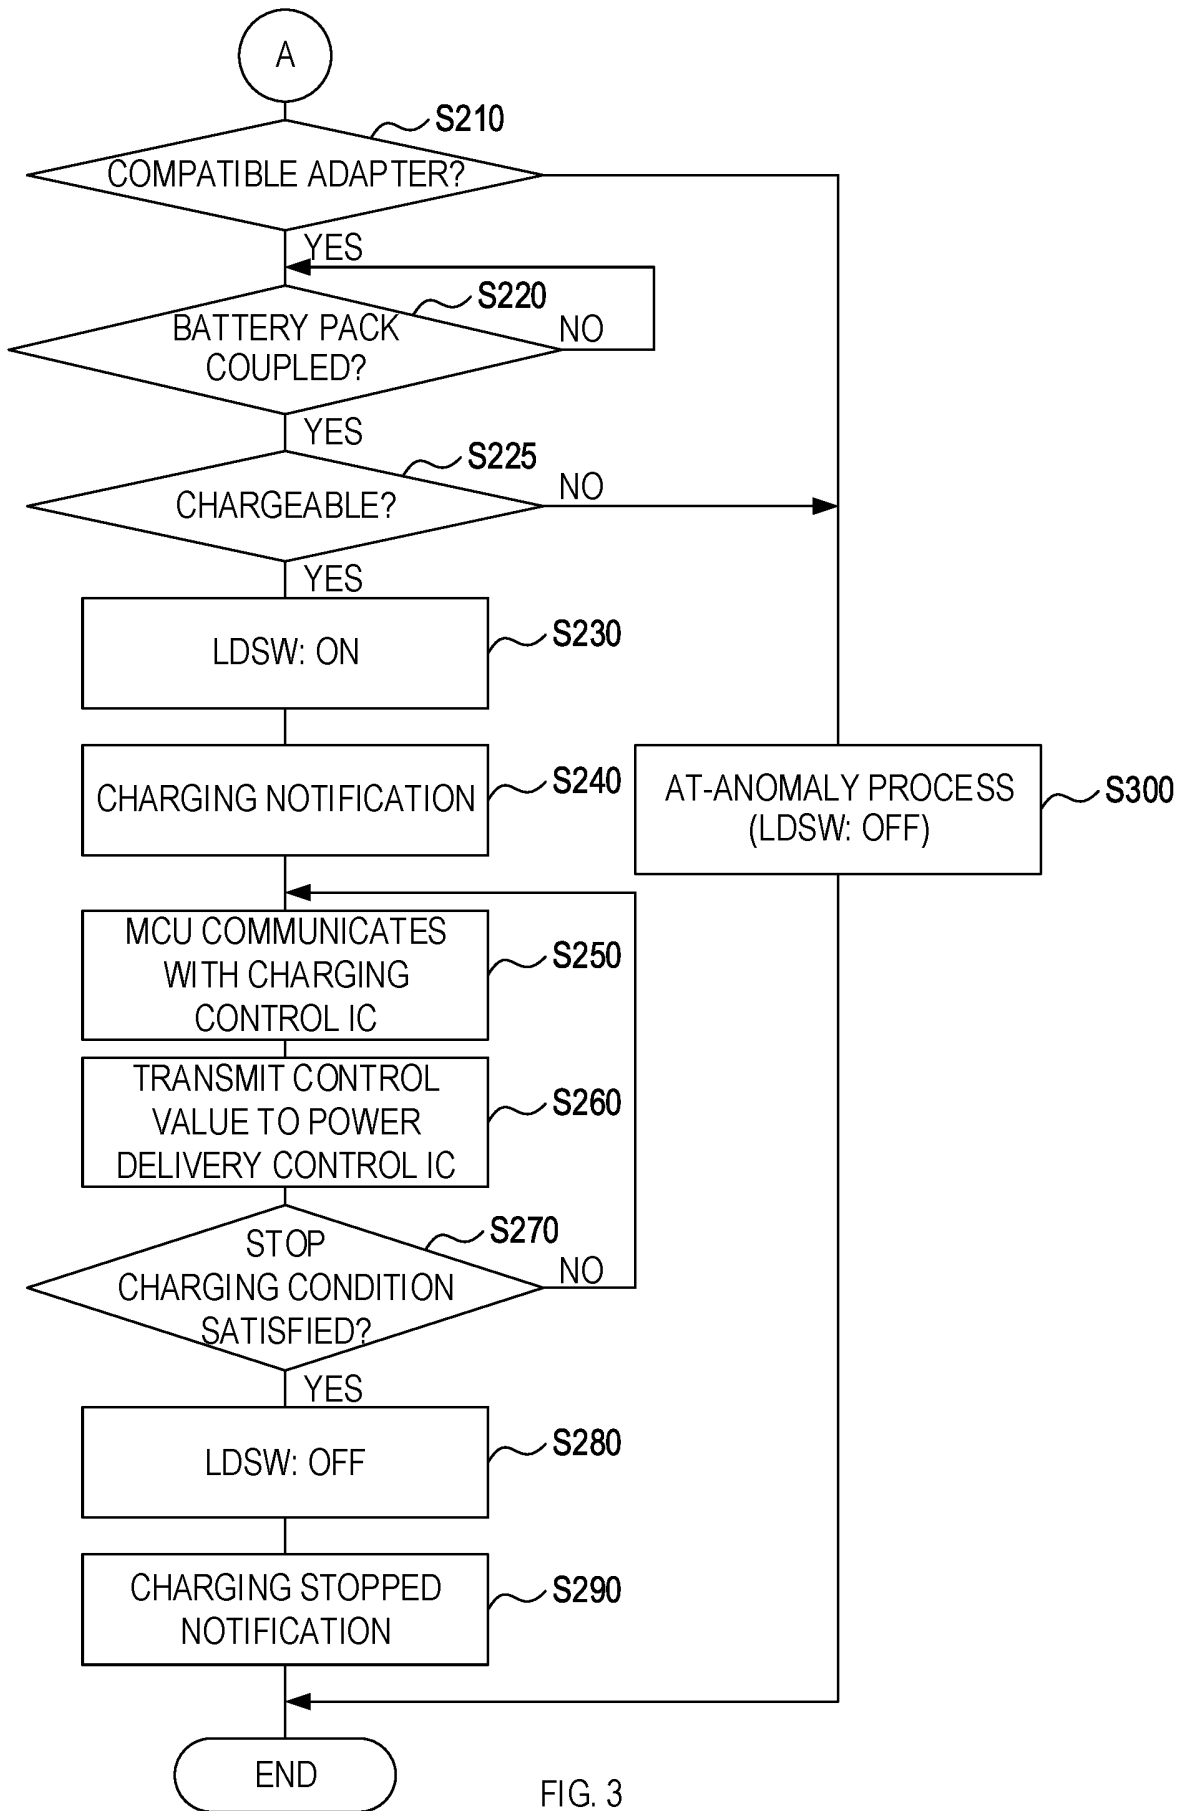 A
S210
COMPATIBLE ADAPTER?
YES
S220
BATTERY PACK
COUPLED?
NO
YES
S225
CHARGEABLE?
NO
YES
LDSW: ON
S230
CHARGING NOTIFICATION
S240
AT-ANOMALY PROCESS
(LDSW: OFF)
S300
MCU COMMUNICATES
WITH CHARGING
CONTROL IC
S250
TRANSMIT CONTROL
VALUE TO POWER
DELIVERY CONTROL IC
S260
S270
STOP
CHARGING CONDITION
SATISFIED?
NO
YES
LDSW: OFF
S280
CHARGING STOPPED
NOTIFICATION
S290
END
FIG. 3